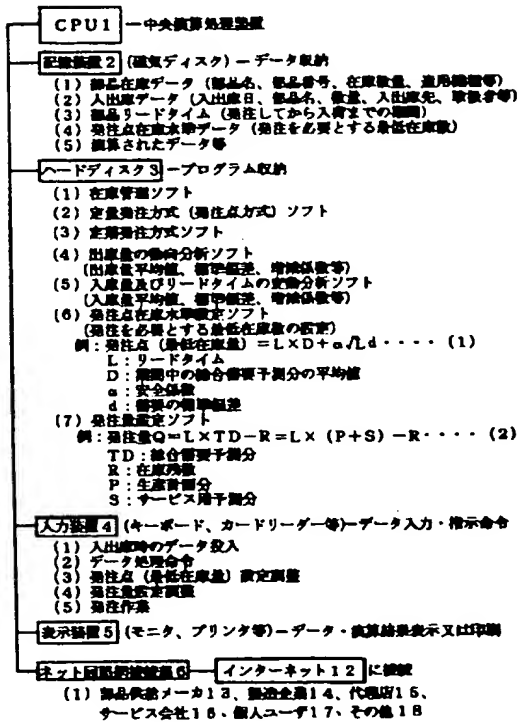 CPU1 ー中央演算処理装置
記憶装置2 (磁気ディスク)ーデータ収納
(1) 部品在庫データ(部品名、部品番号、在庫数量、適用機種等)
(2) 入出庫データ(入出庫日、部品名、数量、入出庫先、取扱者等)
(3) 部品リードタイム(発注してから入荷までの期間)
(4) 発注点在庫水準データ(発注を必要とする最低在庫数)
(5) 演算されたデータ等
ハードディスク3 ープログラム収納
(1) 在庫管理ソフト
(2) 定量発注方式(発注点方式)ソフト
(3) 定期発注方式ソフト
(4) 出庫量の動向分析ソフト
(出庫量平均値、標準偏差、増減係数等)
(5) 入庫量及びリードタイムの変動分析ソフト
(入庫量平均値、標準偏差、増減係数等)
(6) 発注点在庫水準設定ソフト
(発注を必要とする最低在庫数の設定)
例:発注点(最低在庫量)=L×D+α√Ld・・・・(1)
L:リードタイム
D:期間中の総合需要予測分の平均値
α:安全係数
d:需要の標準偏差
(7) 発注量設定ソフト
例:発注量Q=L×TD−R=L×(P+S)−R・・・・(2)
TD:総合需要予測分
R:在庫残数
P:生産計画分
S:サービス用予測分
入力装置4 (キーボード、カードリーダー等)ーデータ入力・指示命令
(1) 入出庫時のデータ投入
(2) データ処理命令
(3) 発注点(最低在庫量)設定調整
(4) 発注量設定調整
(5) 発注作業
表示装置5 (モニタ、プリンタ等)ーデータ・演算結果表示又は印刷
ネット回路網接続機6 インターネット12 に接続
(1) 部品供給メーカ13、製造企業14、代理店15、
サービス会社16、個人ユーザ17、その他18